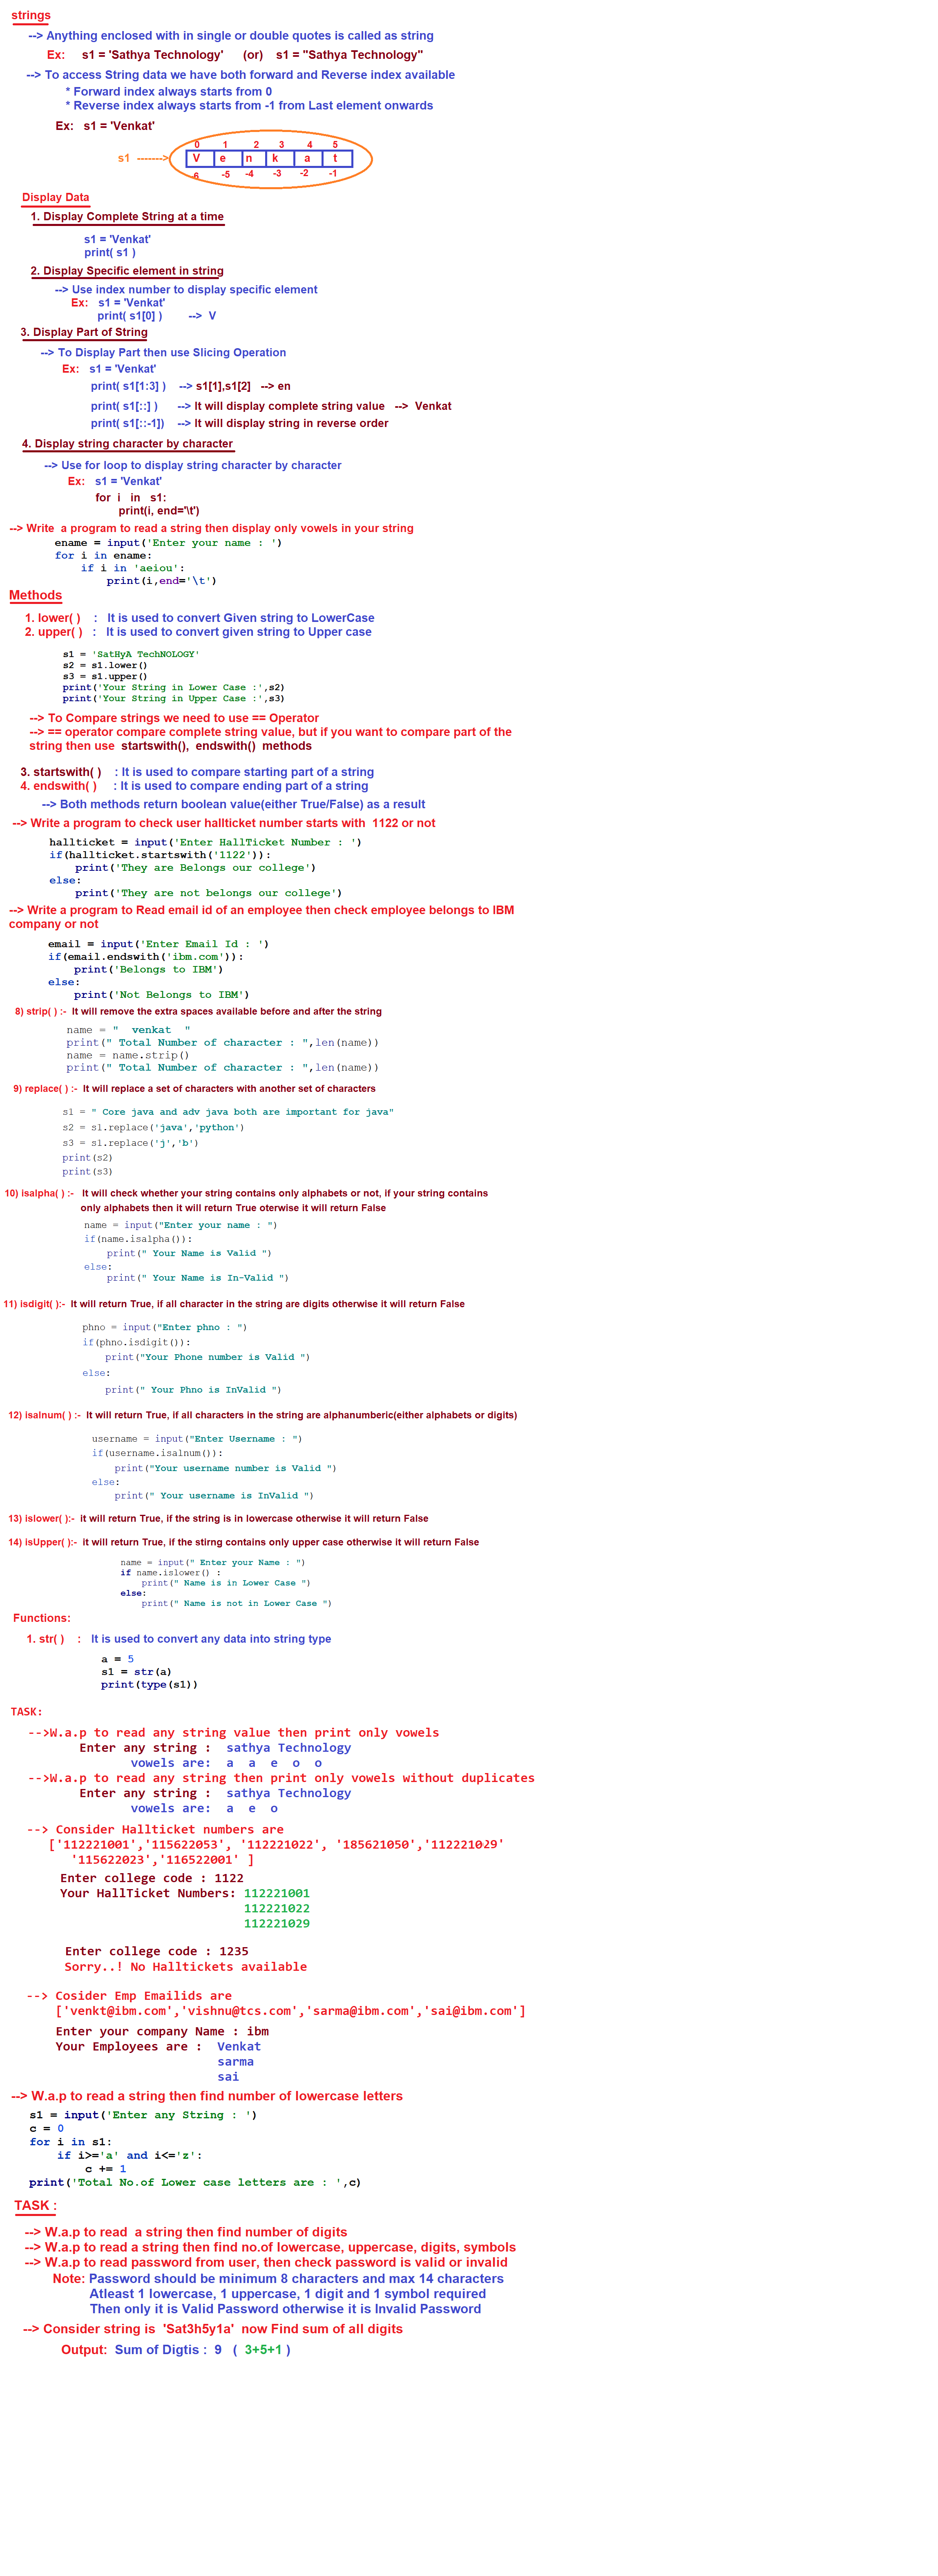 strings
--> Anything enclosed with in single or double quotes is called as string
Ex: s1 = 'Sathya Technology' (or) s1 = "Sathya Technology"
--> To access String data we have both forward and Reverse index available
* Forward index always starts from 0
* Reverse index always starts from -1 from Last element onwards
Ex: s1 = 'Venkat'
0 1 2 3 4 5
s1 -------> V e n k a t
-6 -5 -4 -3 -2 -1
Display Data
1. Display Complete String at a time
s1 = 'Venkat'
print( s1 )
2. Display Specific element in string
--> Use index number to display specific element
Ex: s1 = 'Venkat'
print( s1[0] ) --> V
3. Display Part of String
--> To Display Part then use Slicing Operation
Ex: s1 = 'Venkat'
print( s1[1:3] ) --> s1[1],s1[2] --> en
print( s1[::] ) --> It will display complete string value --> Venkat
print( s1[::-1]) --> It will display string in reverse order
4. Display string character by character
--> Use for loop to display string character by character
Ex: s1 = 'Venkat'
for i in s1:
print(i, end='\t')
--> Write a program to read a string then display only vowels in your string
ename = input('Enter your name : ')
for i in ename:
if i in 'aeiou':
print(i,end='\t')
Methods
1. lower( ) : It is used to convert Given string to LowerCase
2. upper( ) : It is used to convert given string to Upper case
s1 = 'SatHyA TechNOLOGY'
s2 = s1.lower()
s3 = s1.upper()
print('Your String in Lower Case :',s2)
print('Your String in Upper Case :',s3)
--> To Compare strings we need to use == Operator
--> == operator compare complete string value, but if you want to compare part of the
string then use startswith(), endswith() methods
3. startswith( ) : It is used to compare starting part of a string
4. endswith( ) : It is used to compare ending part of a string
--> Both methods return boolean value(either True/False) as a result
--> Write a program to check user hallticket number starts with 1122 or not
hallticket = input('Enter HallTicket Number : ')
if(hallticket.startswith('1122')):
print('They are Belongs our college')
else:
print('They are not belongs our college')
--> Write a program to Read email id of an employee then check employee belongs to IBM
company or not
email = input('Enter Email Id : ')
if(email.endswith('ibm.com')):
print('Belongs to IBM')
else:
print('Not Belongs to IBM')
8) strip( ) :- It will remove the extra spaces available before and after the string
name = "  venkat  "
print(" Total Number of character : ",len(name))
name = name.strip()
print(" Total Number of character : ",len(name))
9) replace( ) :- It will replace a set of characters with another set of characters
s1 = " Core java and adv java both are important for java"
s2 = s1.replace('java','python')
s3 = s1.replace('j','b')
print(s2)
print(s3)
10) isalpha( ) :- It will check whether your string contains only alphabets or not, if your string contains
only alphabets then it will return True oterwise it will return False
name = input("Enter your name : ")
if(name.isalpha()):
print(" Your Name is Valid ")
else:
print(" Your Name is In-Valid ")
11) isdigit( ):- It will return True, if all character in the string are digits otherwise it will return False
phno = input("Enter phno : ")
if(phno.isdigit()):
print("Your Phone number is Valid ")
else:
print(" Your Phno is InValid ")
12) isalnum( ) :- It will return True, if all characters in the string are alphanumberic(either alphabets or digits)
username = input("Enter Username : ")
if(username.isalnum()):
print("Your username number is Valid ")
else:
print(" Your username is InValid ")
13) islower( ):- it will return True, if the string is in lowercase otherwise it will return False
14) isUpper( ):- it will return True, if the stirng contains only upper case otherwise it will return False
name = input(" Enter your Name : ")
if name.islower() :
print(" Name is in Lower Case ")
else:
print(" Name is not in Lower Case ")
Functions:
1. str( ) : It is used to convert any data into string type
a = 5
s1 = str(a)
print(type(s1))
TASK:
-->W.a.p to read any string value then print only vowels
Enter any string : sathya Technology
vowels are: a a e o o
-->W.a.p to read any string then print only vowels without duplicates
Enter any string : sathya Technology
vowels are: a e o
--> Consider Hallticket numbers are
['112221001','115622053', '112221022', '185621050','112221029'
'115622023','116522001' ]
Enter college code : 1122
Your HallTicket Numbers: 112221001
112221022
112221029
Enter college code : 1235
Sorry..! No Halltickets available
--> Cosider Emp Emailids are
['venkt@ibm.com','vishnu@tcs.com','sarma@ibm.com','sai@ibm.com']
Enter your company Name : ibm
Your Employees are : Venkat
sarma
sai
--> W.a.p to read a string then find number of lowercase letters
s1 = input('Enter any String : ')
c = 0
for i in s1:
if i>='a' and i<='z':
c += 1
print('Total No.of Lower case letters are : ',c)
TASK :
--> W.a.p to read a string then find number of digits
--> W.a.p to read a string then find no.of lowercase, uppercase, digits, symbols
--> W.a.p to read password from user, then check password is valid or invalid
Note: Password should be minimum 8 characters and max 14 characters
Atleast 1 lowercase, 1 uppercase, 1 digit and 1 symbol required
Then only it is Valid Password otherwise it is Invalid Password
--> Consider string is 'Sat3h5y1a' now Find sum of all digits
Output: Sum of Digtis : 9 ( 3+5+1 )